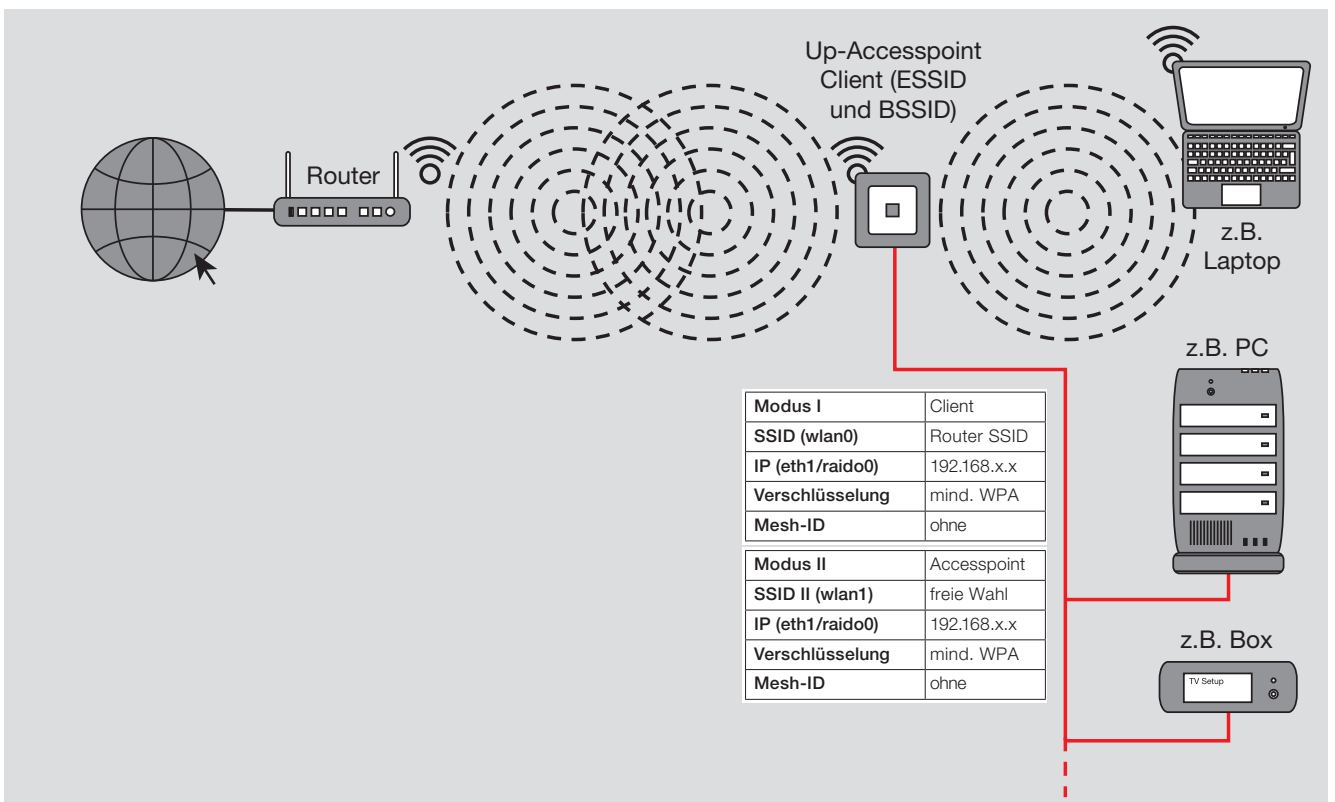 Up-Accesspoint
Client (ESSID
und BSSID)
Router
z.B.
Laptop
z.B. PC
Modus I Client
SSID (wlan0) Router SSID
IP (eth1/raido0) 192.168.x.x
Verschlüsselung mind. WPA
Mesh-ID ohne
Modus II Accesspoint
SSID II (wlan1) freie Wahl
IP (eth1/raido0) 192.168.x.x
Verschlüsselung mind. WPA
Mesh-ID ohne
z.B. Box
TV Setup